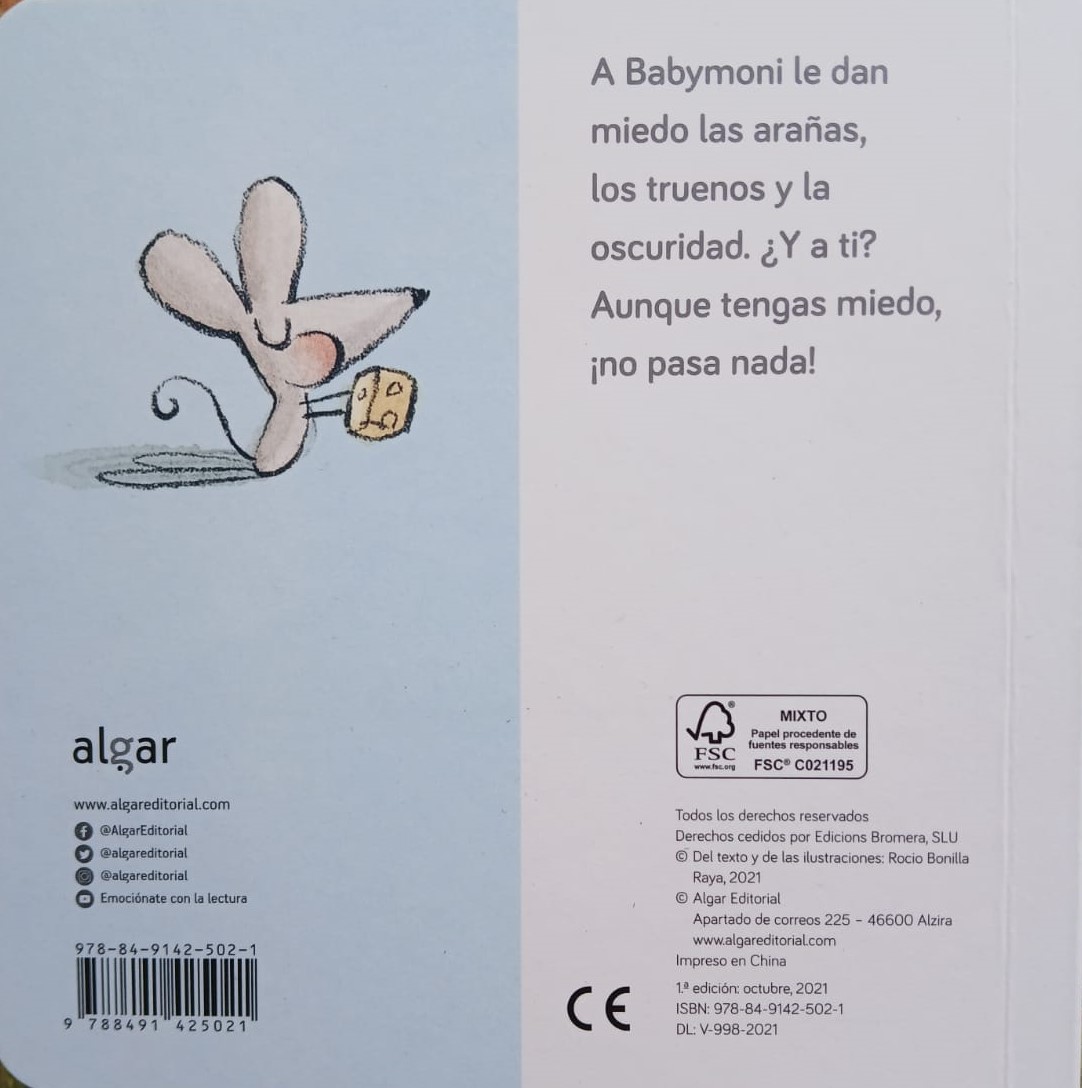 A Babymoni le dan
miedo las arañas,
los truenos y la
oscuridad. ¿Y a ti?
Aunque tengas miedo,
¡no pasa nada!
algar
www.algareditorial.com
@AlgarEditorial
@algareditorial
@algareditorial
Emociónate con la lectura
978-84-9142-502-1
9 788491 425021
FSC®
www.fsc.org
MIXTO
Papel procedente de
fuentes responsables
FSC® C021195
Todos los derechos reservados
Derechos cedidos por Edicions Bromera, SLU
© Del texto y de las ilustraciones: Rocio Bonilla
Raya, 2021
© Algar Editorial
Apartado de correos 225 - 46600 Alzira
www.algareditorial.com
Impreso en China
1.ª edición: octubre, 2021
ISBN: 978-84-9142-502-1
DL: V-998-2021
CE